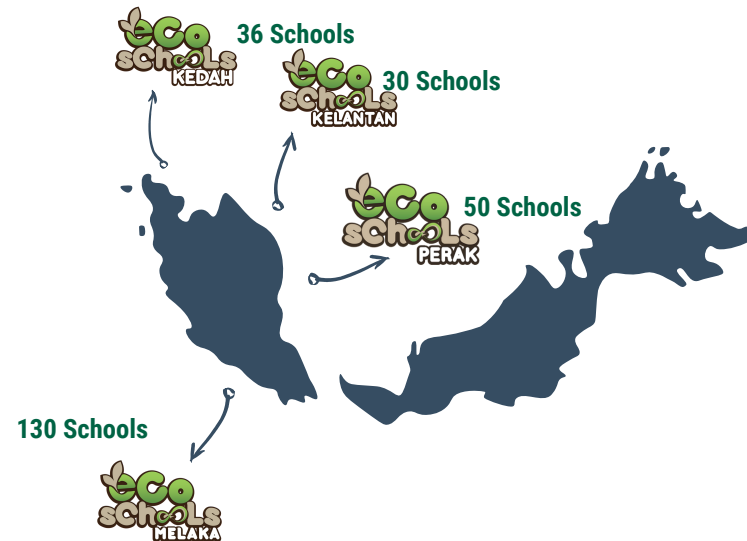 eco
schools
KEDAH
36 Schools
eco
schools
KELANTAN
30 Schools
eco
schools
PERAK
50 Schools
130 Schools
eco
schools
MELAKA